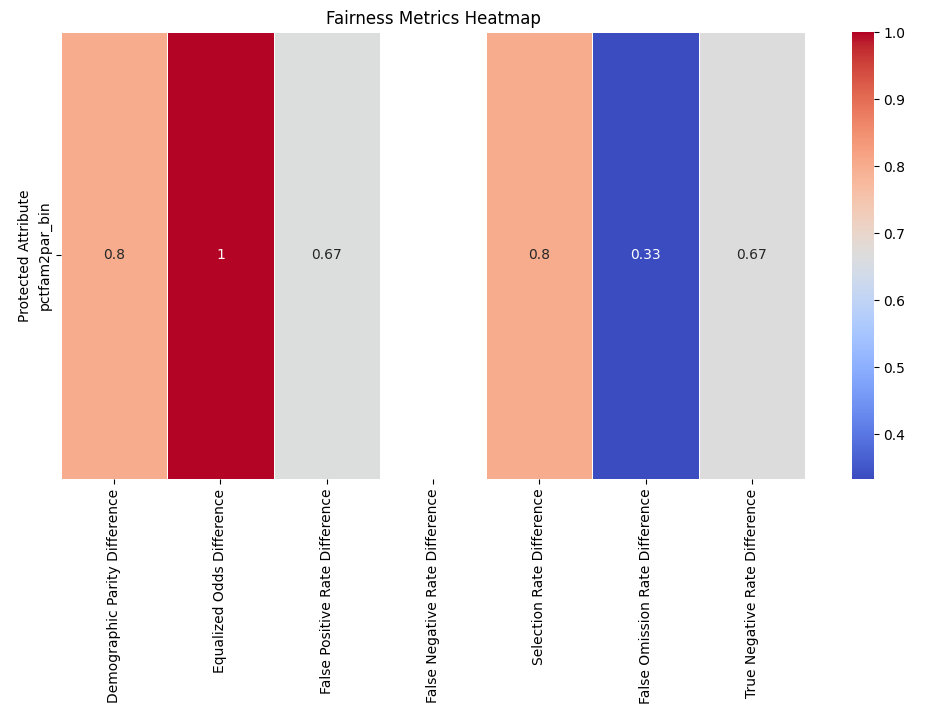 Fairness Metrics Heatmap
Protected Attribute
pctfam2par_bin
0.8
1
0.67
0.8
0.33
0.67
1.0
0.9
0.8
0.7
0.6
0.5
0.4
Demographic Parity Difference
Equalized Odds Difference
False Positive Rate Difference
False Negative Rate Difference
Selection Rate Difference
False Omission Rate Difference
True Negative Rate Difference